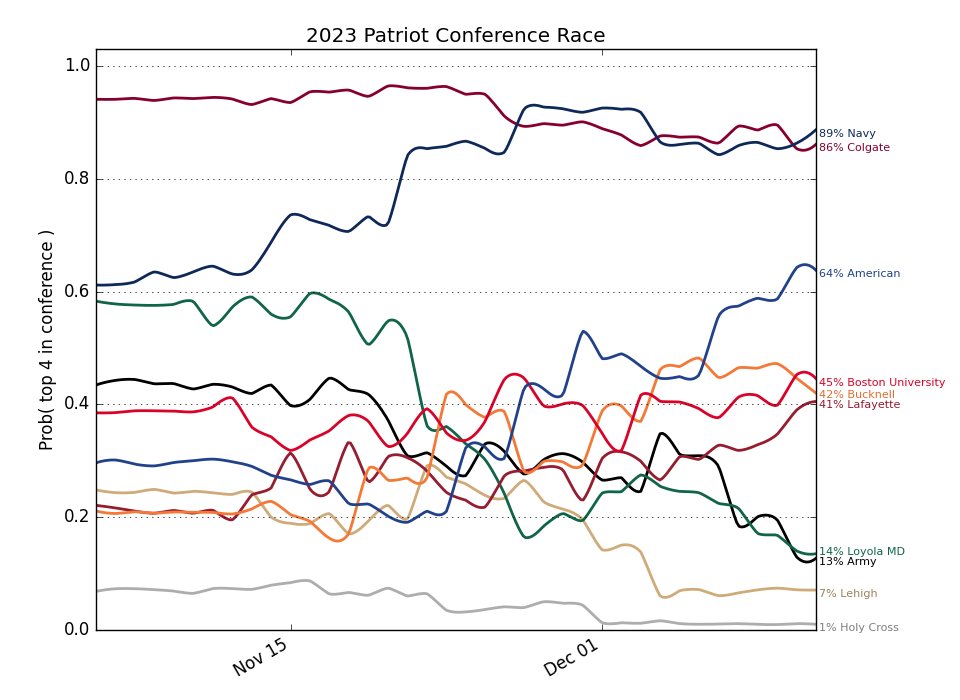 2023 Patriot Conference Race
Prob( top 4 in conference )
1.0
0.8
0.6
0.4
0.2
0.0
Nov 15
Dec 01
89% Navy
86% Colgate
64% American
45% Boston University
42% Bucknell
41% Lafayette
14% Loyola MD
13% Army
7% Lehigh
1% Holy Cross